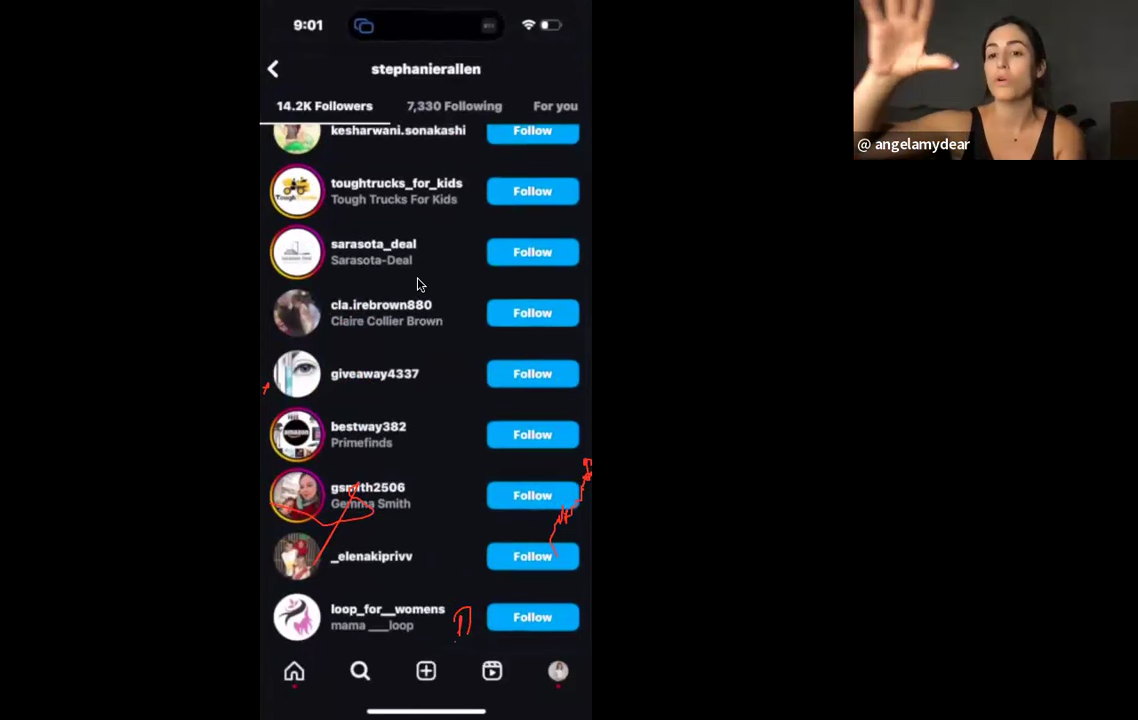 9:01
stephanierallen
14.2K Followers 7,330 Following For you
kesharwani.sonakashi Follow
toughtrucks_for_kids
Tough Trucks For Kids
Follow
sarasota_deal
Sarasota-Deal
Follow
cla.irebrown880
Claire Collier Brown
Follow
giveaway4337 Follow
bestway382
Primefinds
Follow
amazon
gsmith2506
Gemma Smith
Follow
_elenakiprivv Follow
loop_for__womens
mama ___loop
Follow
@ angelamydear